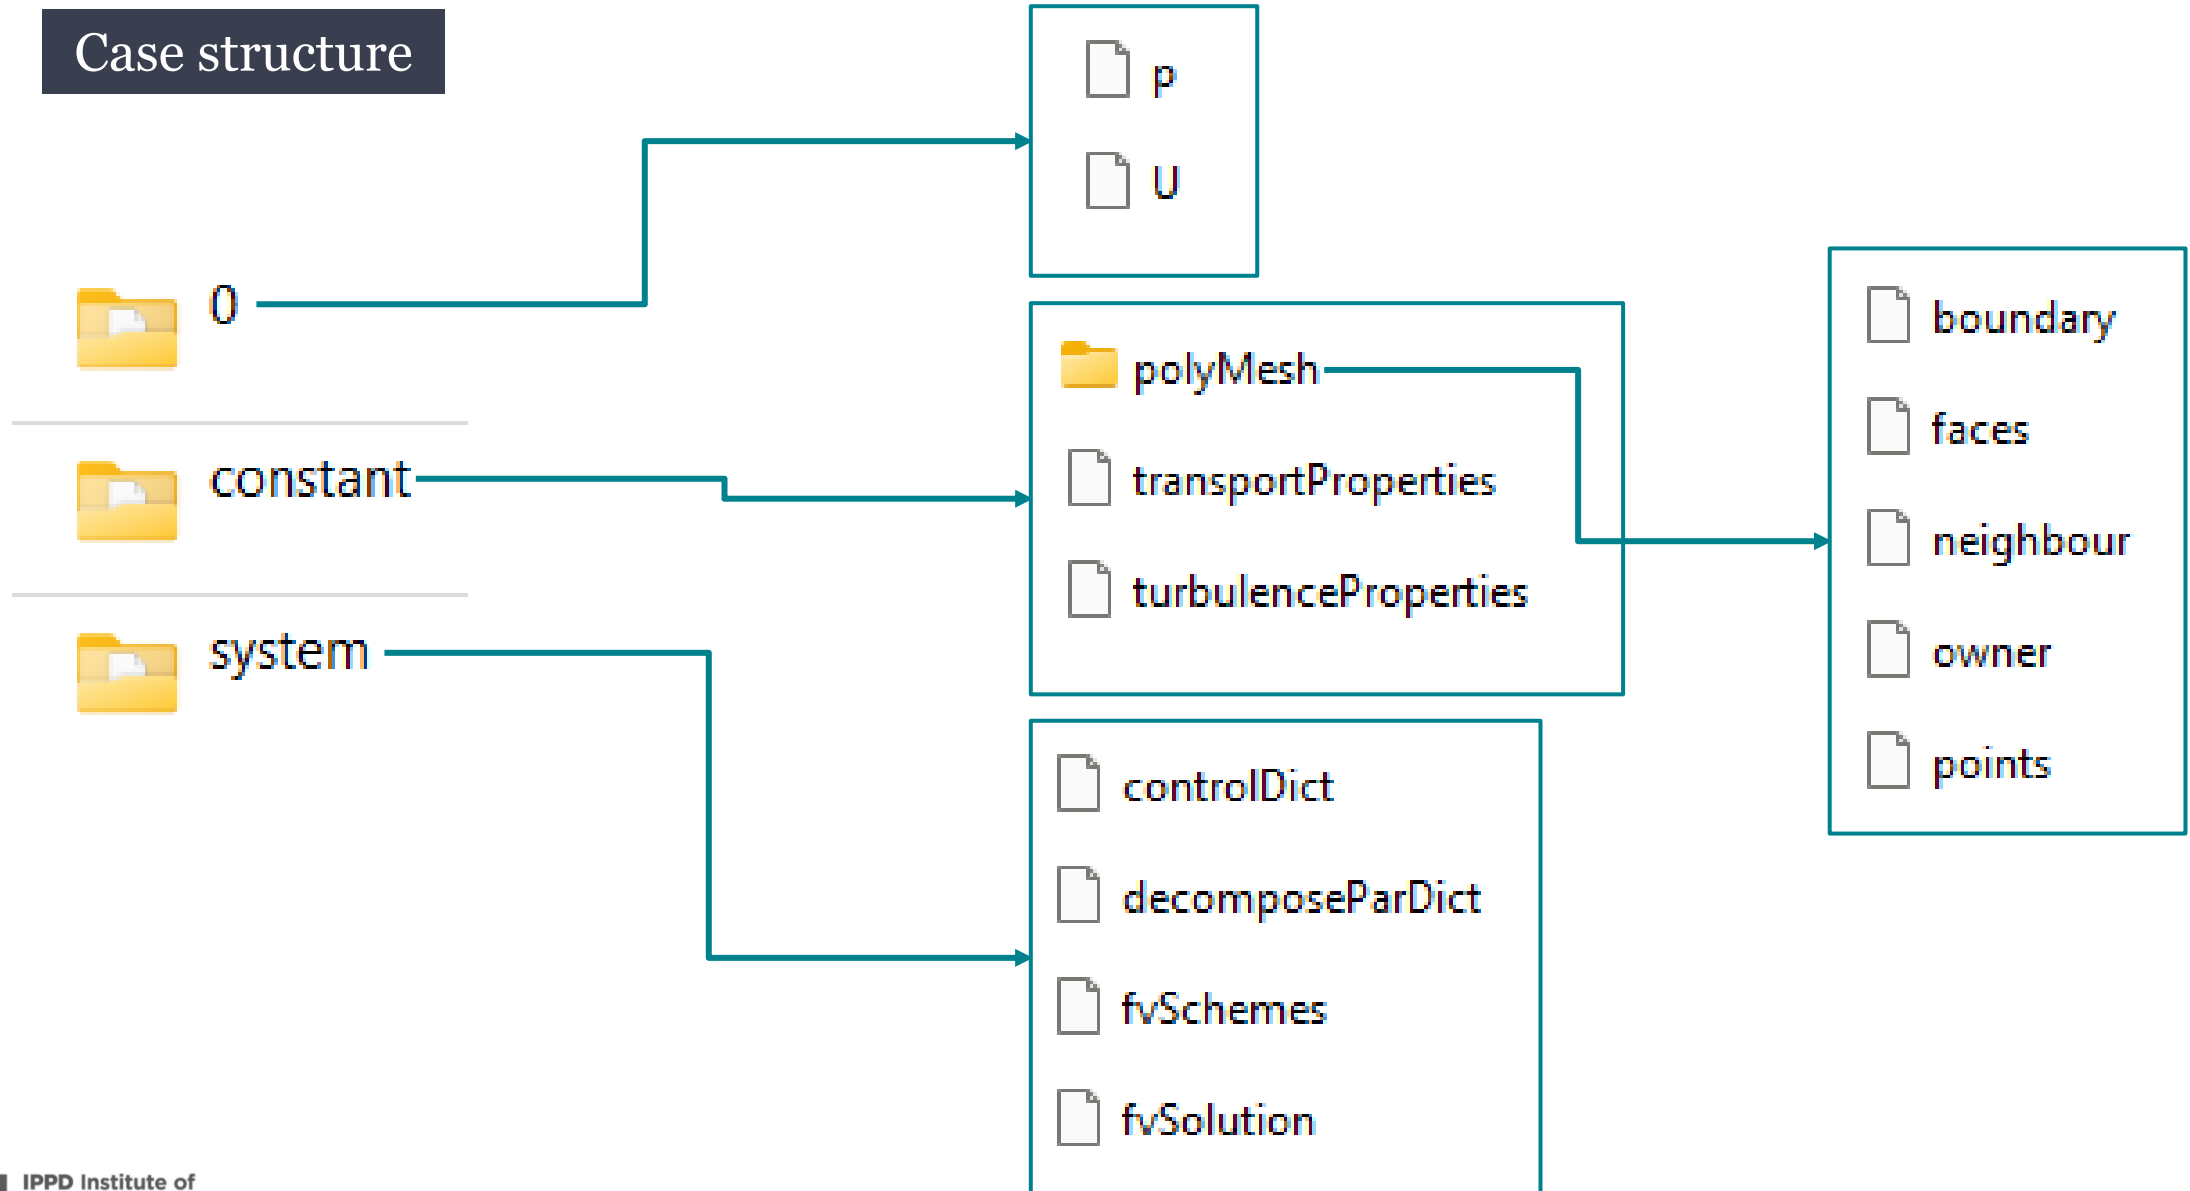 Case structure
0
constant
system
p
U
polyMesh
transportProperties
turbulenceProperties
controlDict
decomposeParDict
fvSchemes
fvSolution
boundary
faces
neighbour
owner
points
IPPD Institute of